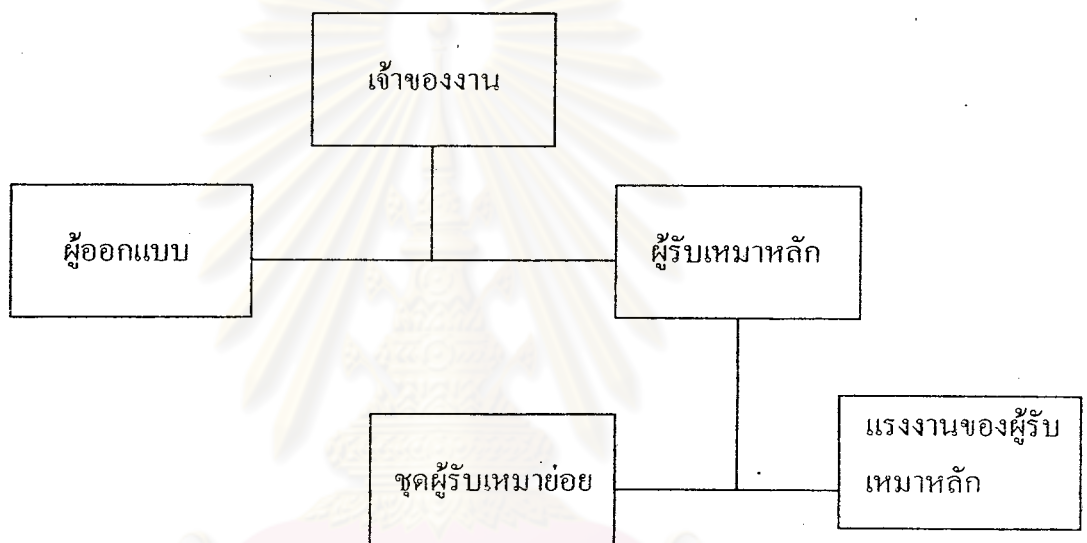 เจ้าของงาน
ผู้ออกแบบ
ผู้รับเหมาหลัก
ชุดผู้รับเหมาย่อย
แรงงานของผู้รับ
เหมาหลัก